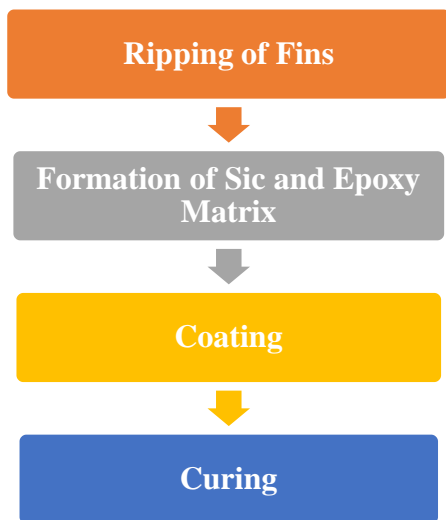 Ripping of Fins
Formation of Sic and Epoxy
Matrix
Coating
Curing